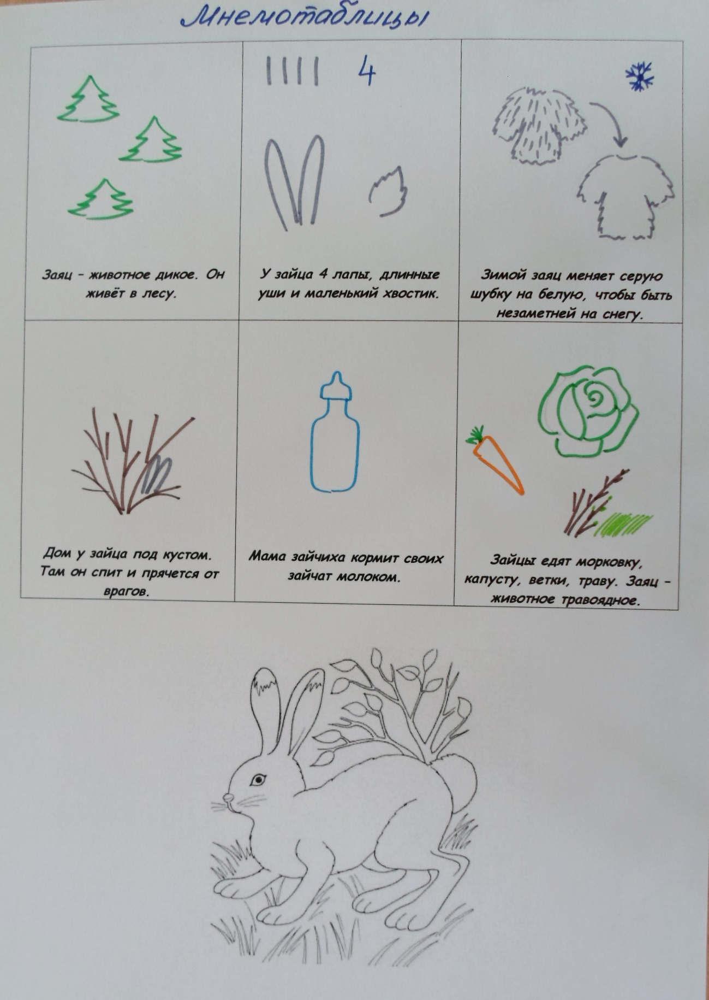 Мнемотаблицы
4
Заяц – животное дикое. Он
живёт в лесу.
У зайца 4 лапы, длинные
уши и маленький хвостик.
Зимой заяц меняет серую
шубку на белую, чтобы быть
незаметней на снегу.
Дом у зайца под кустом.
Там он спит и прячется от
врагов.
Мама зайчиха кормит своих
зайчат молоком.
Зайцы едят морковку,
капусту, ветки, траву. Заяц –
животное травоядное.